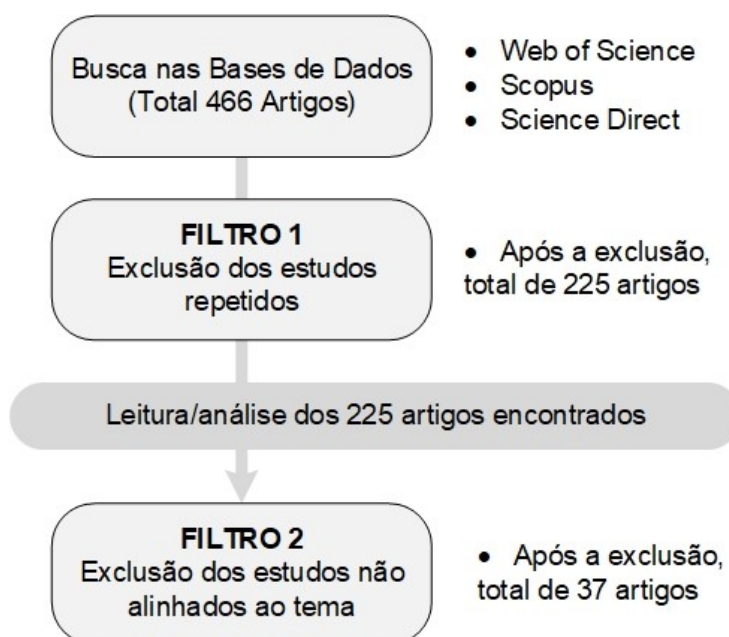 Busca nas Bases de Dados
(Total 466 Artigos)
• Web of Science
• Scopus
• Science Direct
FILTRO 1
Exclusão dos estudos
repetidos
• Após a exclusão,
total de 225 artigos
Leitura/análise dos 225 artigos encontrados
FILTRO 2
Exclusão dos estudos não
alinhados ao tema
• Após a exclusão,
total de 37 artigos